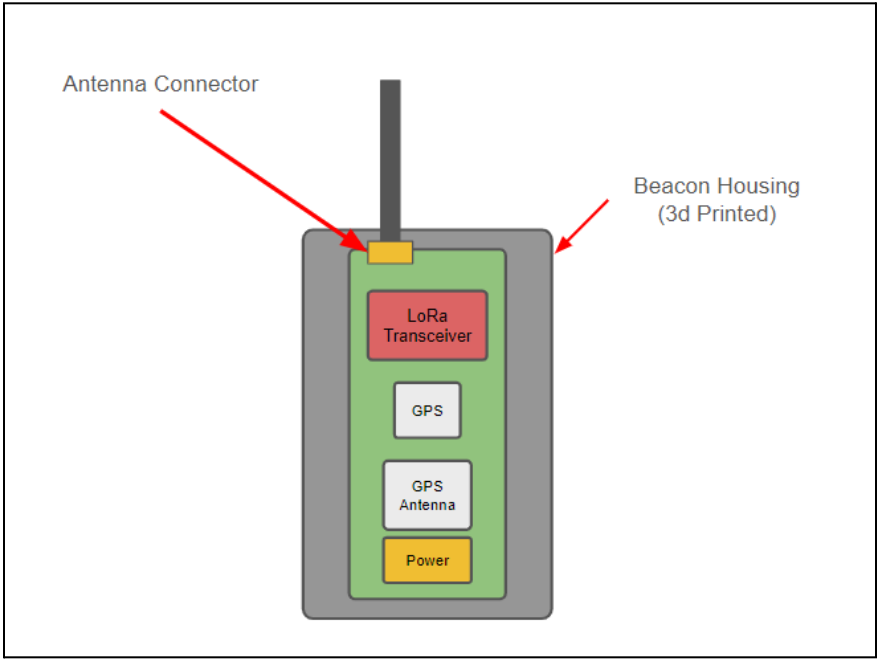 Antenna Connector
Beacon Housing
(3d Printed)
LoRa
Transceiver
GPS
GPS
Antenna
Power